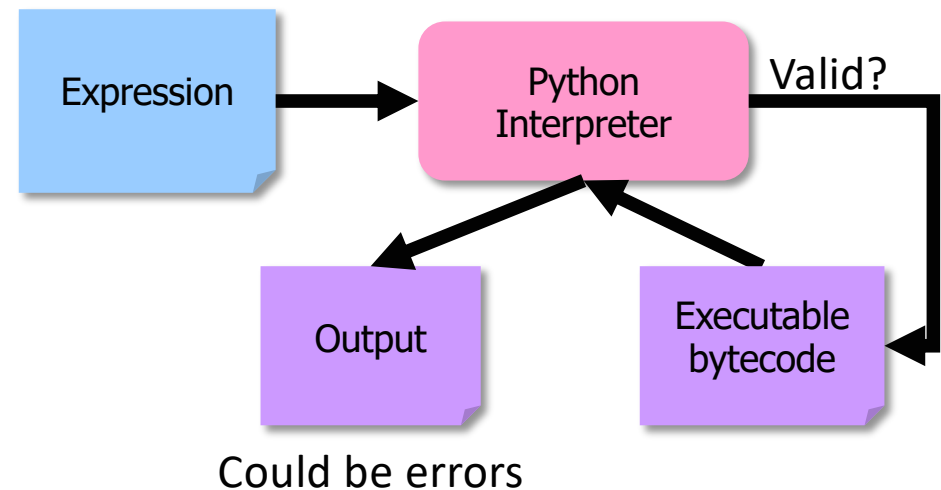 Expression
Python
Interpreter
Valid?
Output
Executable
bytecode
Could be errors